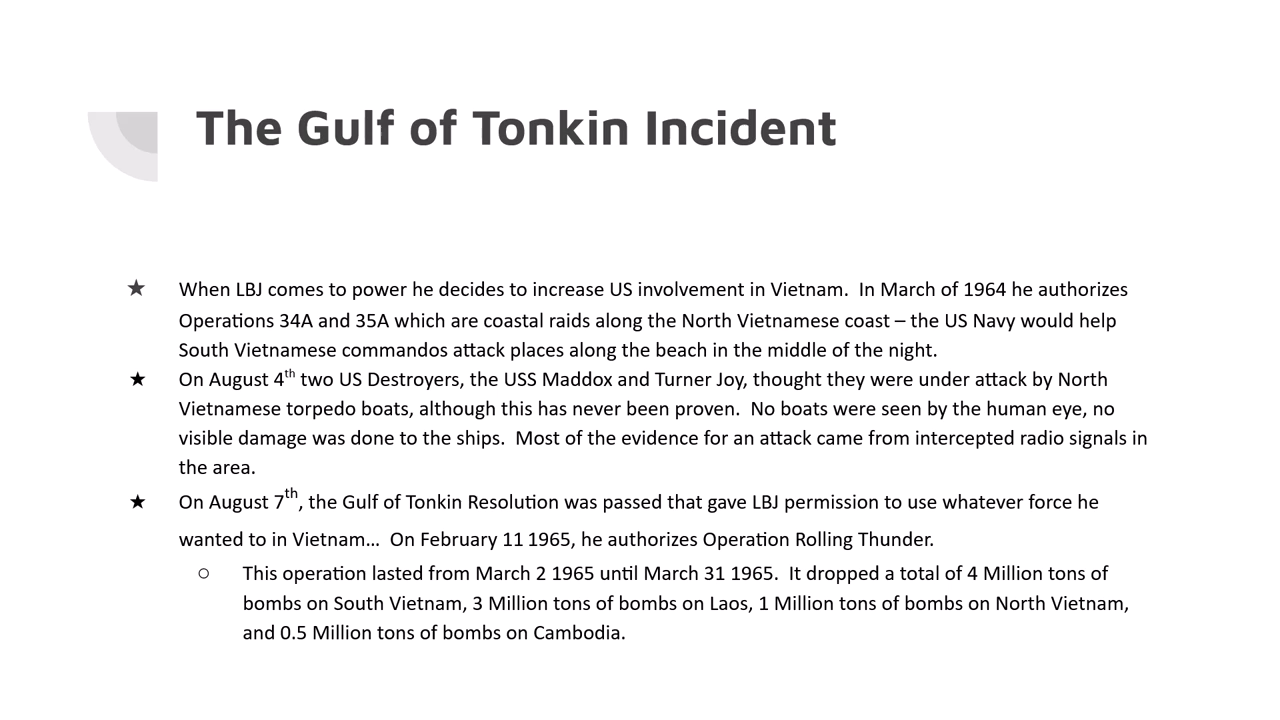 The Gulf of Tonkin Incident
★ When LBJ comes to power he decides to increase US involvement in Vietnam.  In March of 1964 he authorizes
Operations 34A and 35A which are coastal raids along the North Vietnamese coast – the US Navy would help
South Vietnamese commandos attack places along the beach in the middle of the night.
★ On August 4th two US Destroyers, the USS Maddox and Turner Joy, thought they were under attack by North
Vietnamese torpedo boats, although this has never been proven.  No boats were seen by the human eye, no
visible damage was done to the ships.  Most of the evidence for an attack came from intercepted radio signals in
the area.
★ On August 7th, the Gulf of Tonkin Resolution was passed that gave LBJ permission to use whatever force he
wanted to in Vietnam…  On February 11 1965, he authorizes Operation Rolling Thunder.
○ This operation lasted from March 2 1965 until March 31 1965.  It dropped a total of 4 Million tons of
bombs on South Vietnam, 3 Million tons of bombs on Laos, 1 Million tons of bombs on North Vietnam,
and 0.5 Million tons of bombs on Cambodia.